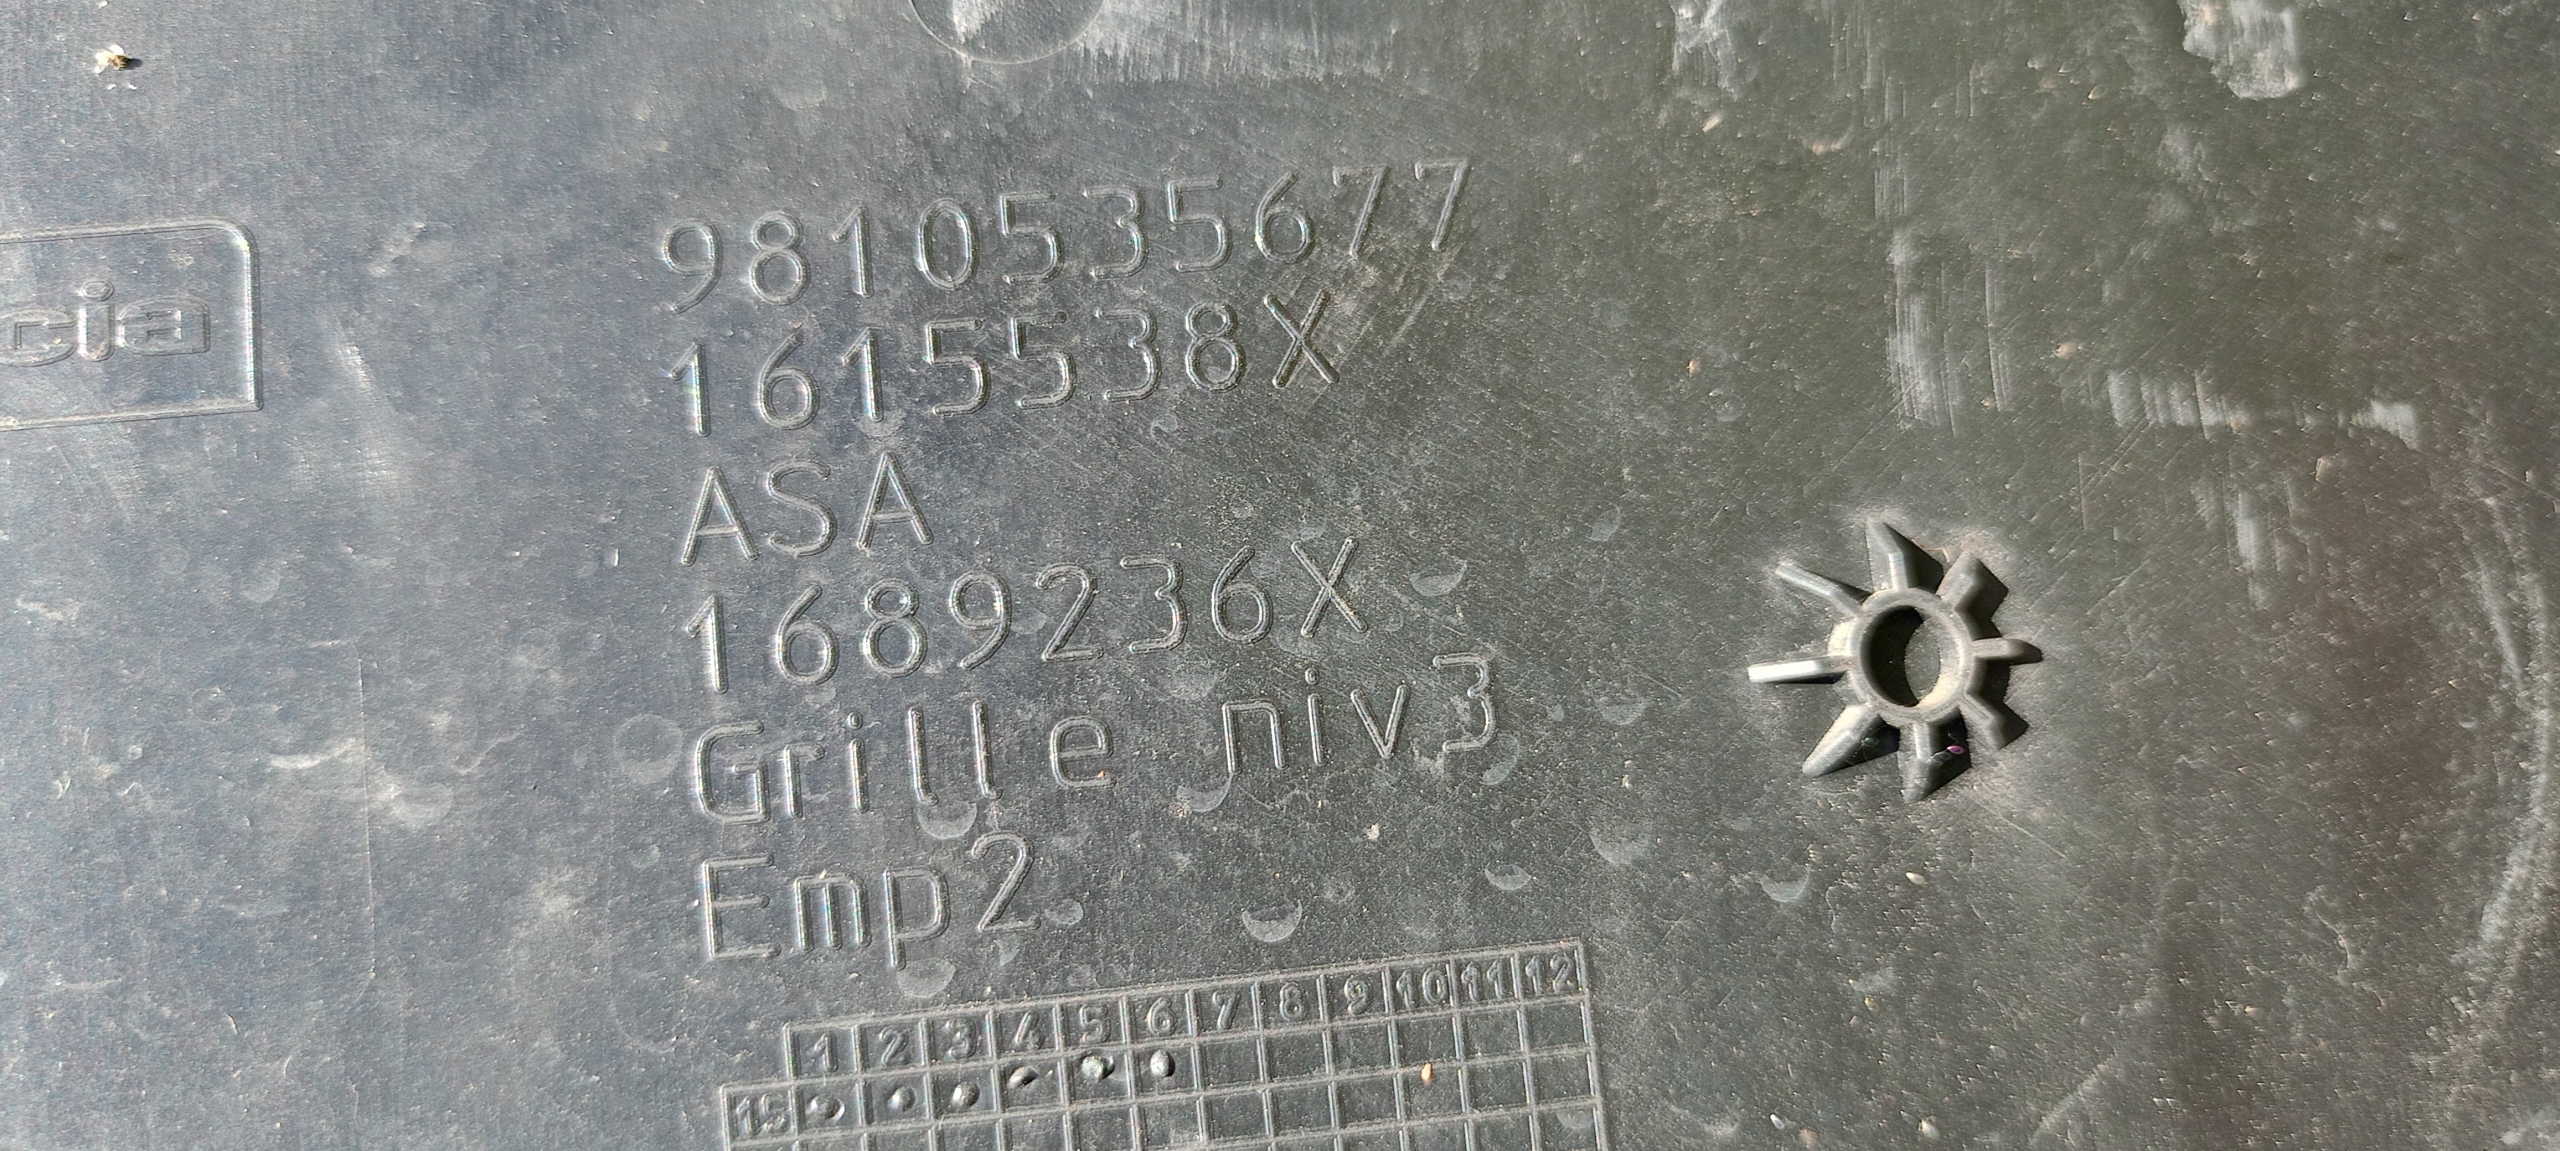 cia
9810535677
1615538X
ASA
1689236X
Grille niv3
Emp2
1 2 3 4 5 6 7 8 9 10 11 12
15